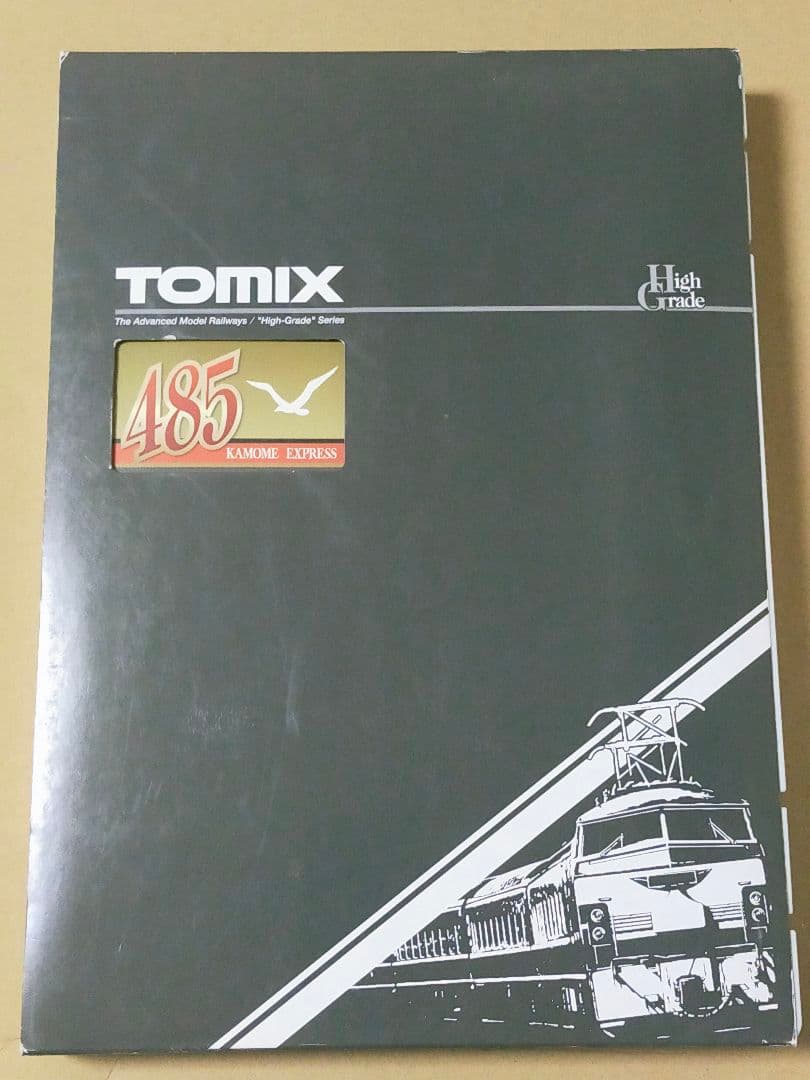 TOMIX
High
Grade
The Advanced Model Railways / "High-Grade" Series
485
KAMOME EXPRESS